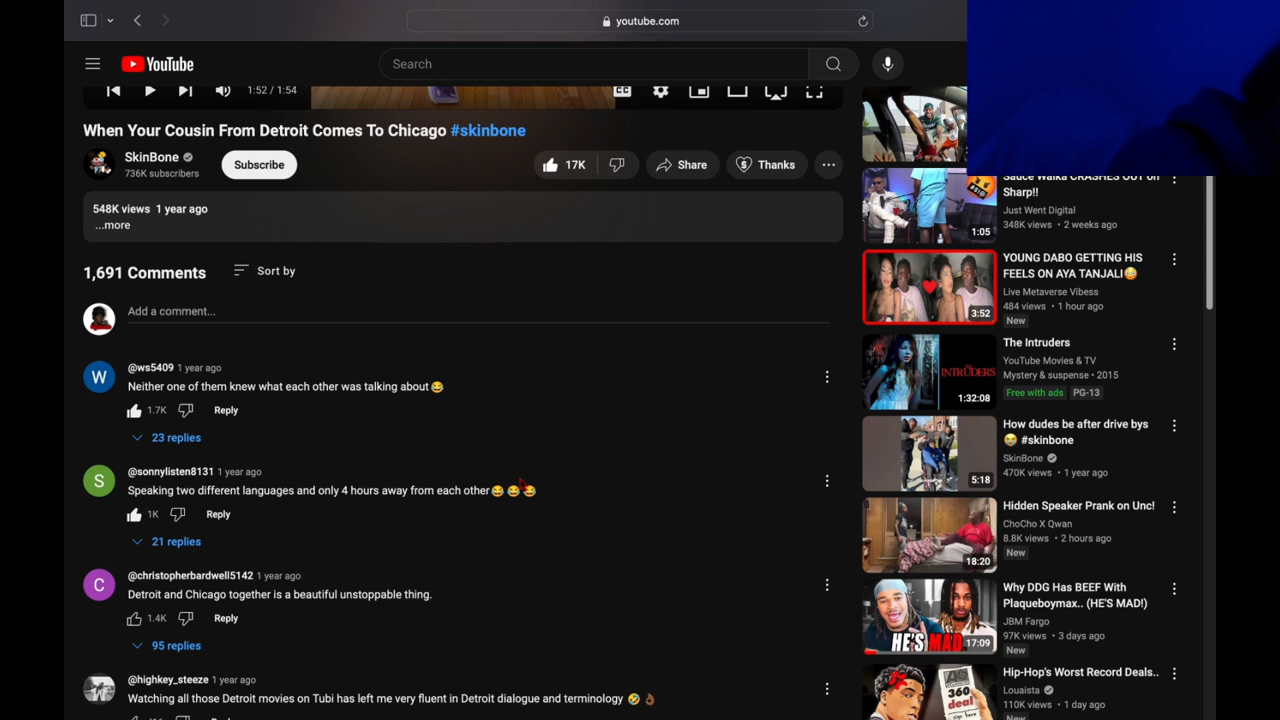 youtube.com
YouTube
Search
1:52 / 1:54
CC
When Your Cousin From Detroit Comes To Chicago #skinbone
SkinBone
736K subscribers
Subscribe
17K
Share
Thanks
548K views 1 year ago
...more
1,691 Comments
Sort by
Add a comment...
W
@ws5409 1 year ago
Neither one of them knew what each other was talking about😂
1.7K
Reply
23 replies
S
@sonnylisten8131 1 year ago
Speaking two different languages and only 4 hours away from each other😂😂😂
1K
Reply
21 replies
C
@christopherbardwell5142 1 year ago
Detroit and Chicago together is a beautiful unstoppable thing.
1.4K
Reply
95 replies
@highkey_steeze 1 year ago
Watching all those Detroit movies on Tubi has left me very fluent in Detroit dialogue and terminology 🤣👌🏾
Sauce Walka CRASHES OUT on
Sharp!!
Just Went Digital
348K views • 2 weeks ago
1:05
YOUNG DABO GETTING HIS
FEELS ON AYA TANJALI😳
Live Metaverse Vibess
484 views • 1 hour ago
New
3:52
The Intruders
YouTube Movies & TV
Mystery & suspense • 2015
Free with ads PG-13
INTRUDERS
1:32:08
How dudes be after drive bys
😭 #skinbone
SkinBone
470K views • 1 year ago
5:18
Hidden Speaker Prank on Unc!
ChoCho X Qwan
8.8K views • 2 hours ago
New
18:20
Why DDG Has BEEF With
Plaqueboymax.. (HE'S MAD!)
JBM Fargo
97K views • 3 days ago
New
HE'S MAD
17:09
Hip-Hop's Worst Record Deals..
Louaista
110K views • 1 day ago
New
360
deal
sign here